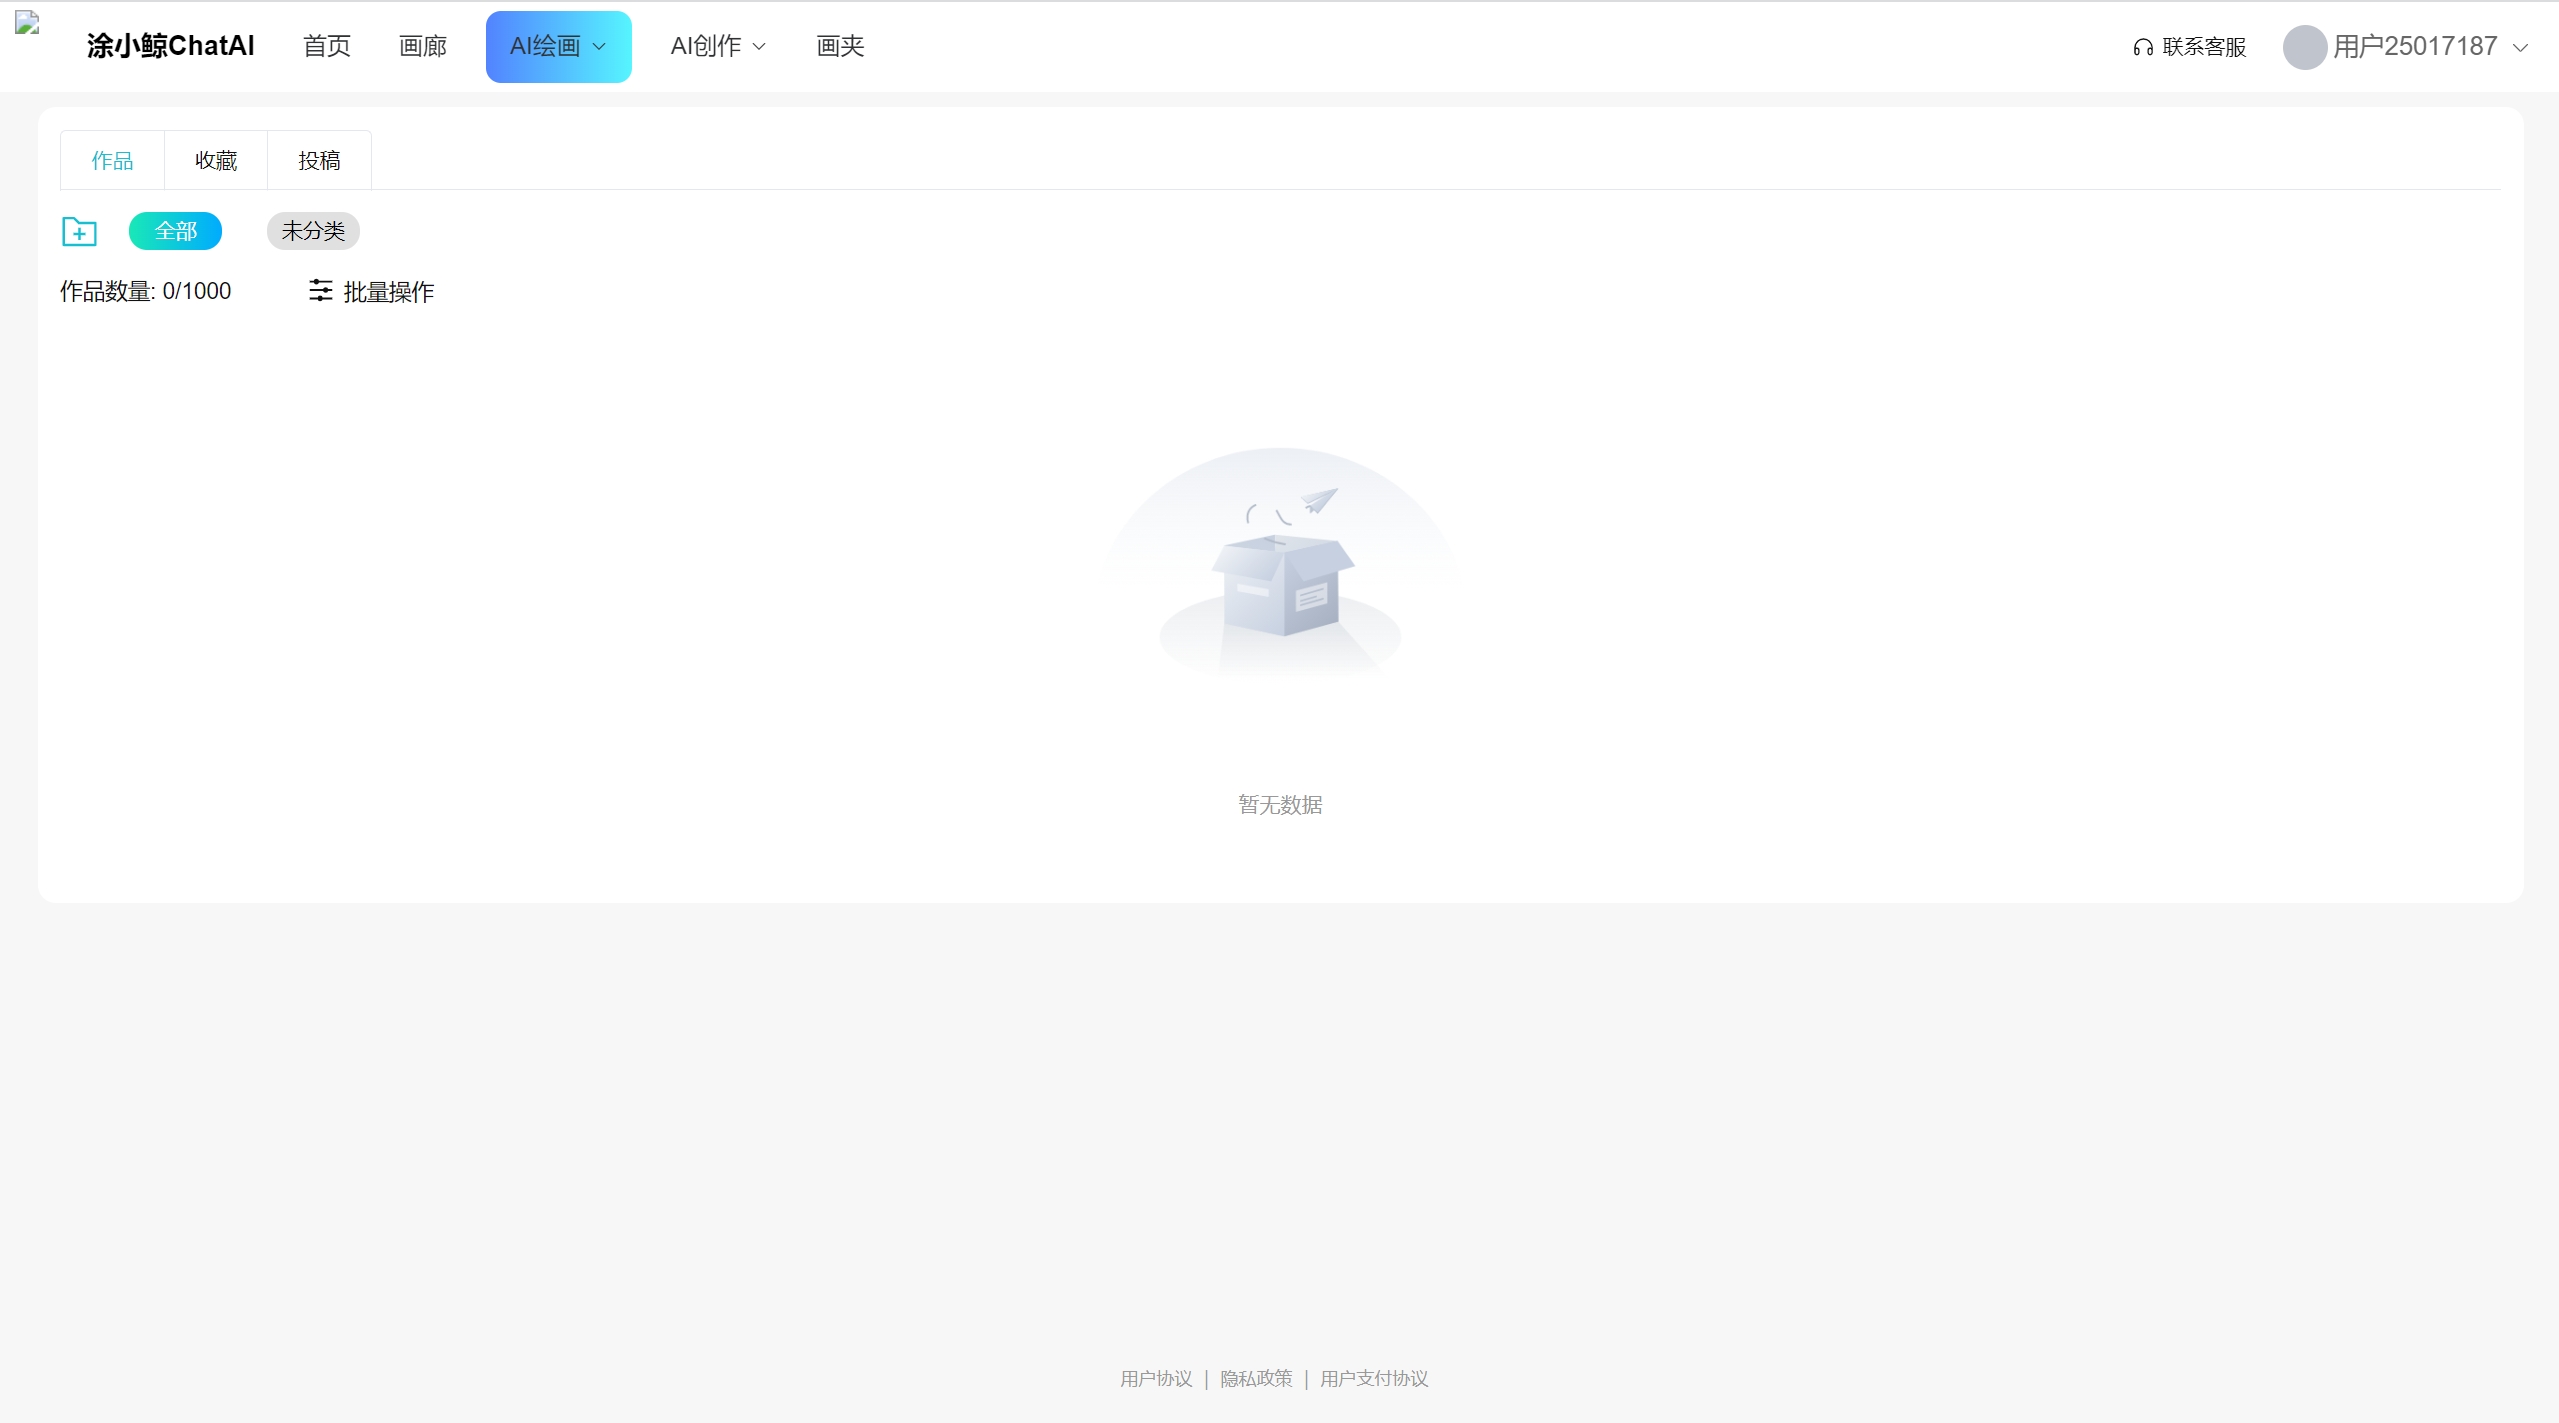 涂小鲸ChatAI 首页 画廊 AI绘画 AI创作 画夹 联系客服 用户25017187
作品 收藏 投稿
全部 未分类
作品数量: 0/1000 批量操作
暂无数据
用户协议 | 隐私政策 | 用户支付协议